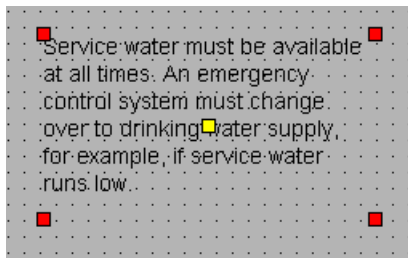 Service water must be available
at all times. An emergency
control system must change
over to drinking water supply,
for example, if service water
runs low.